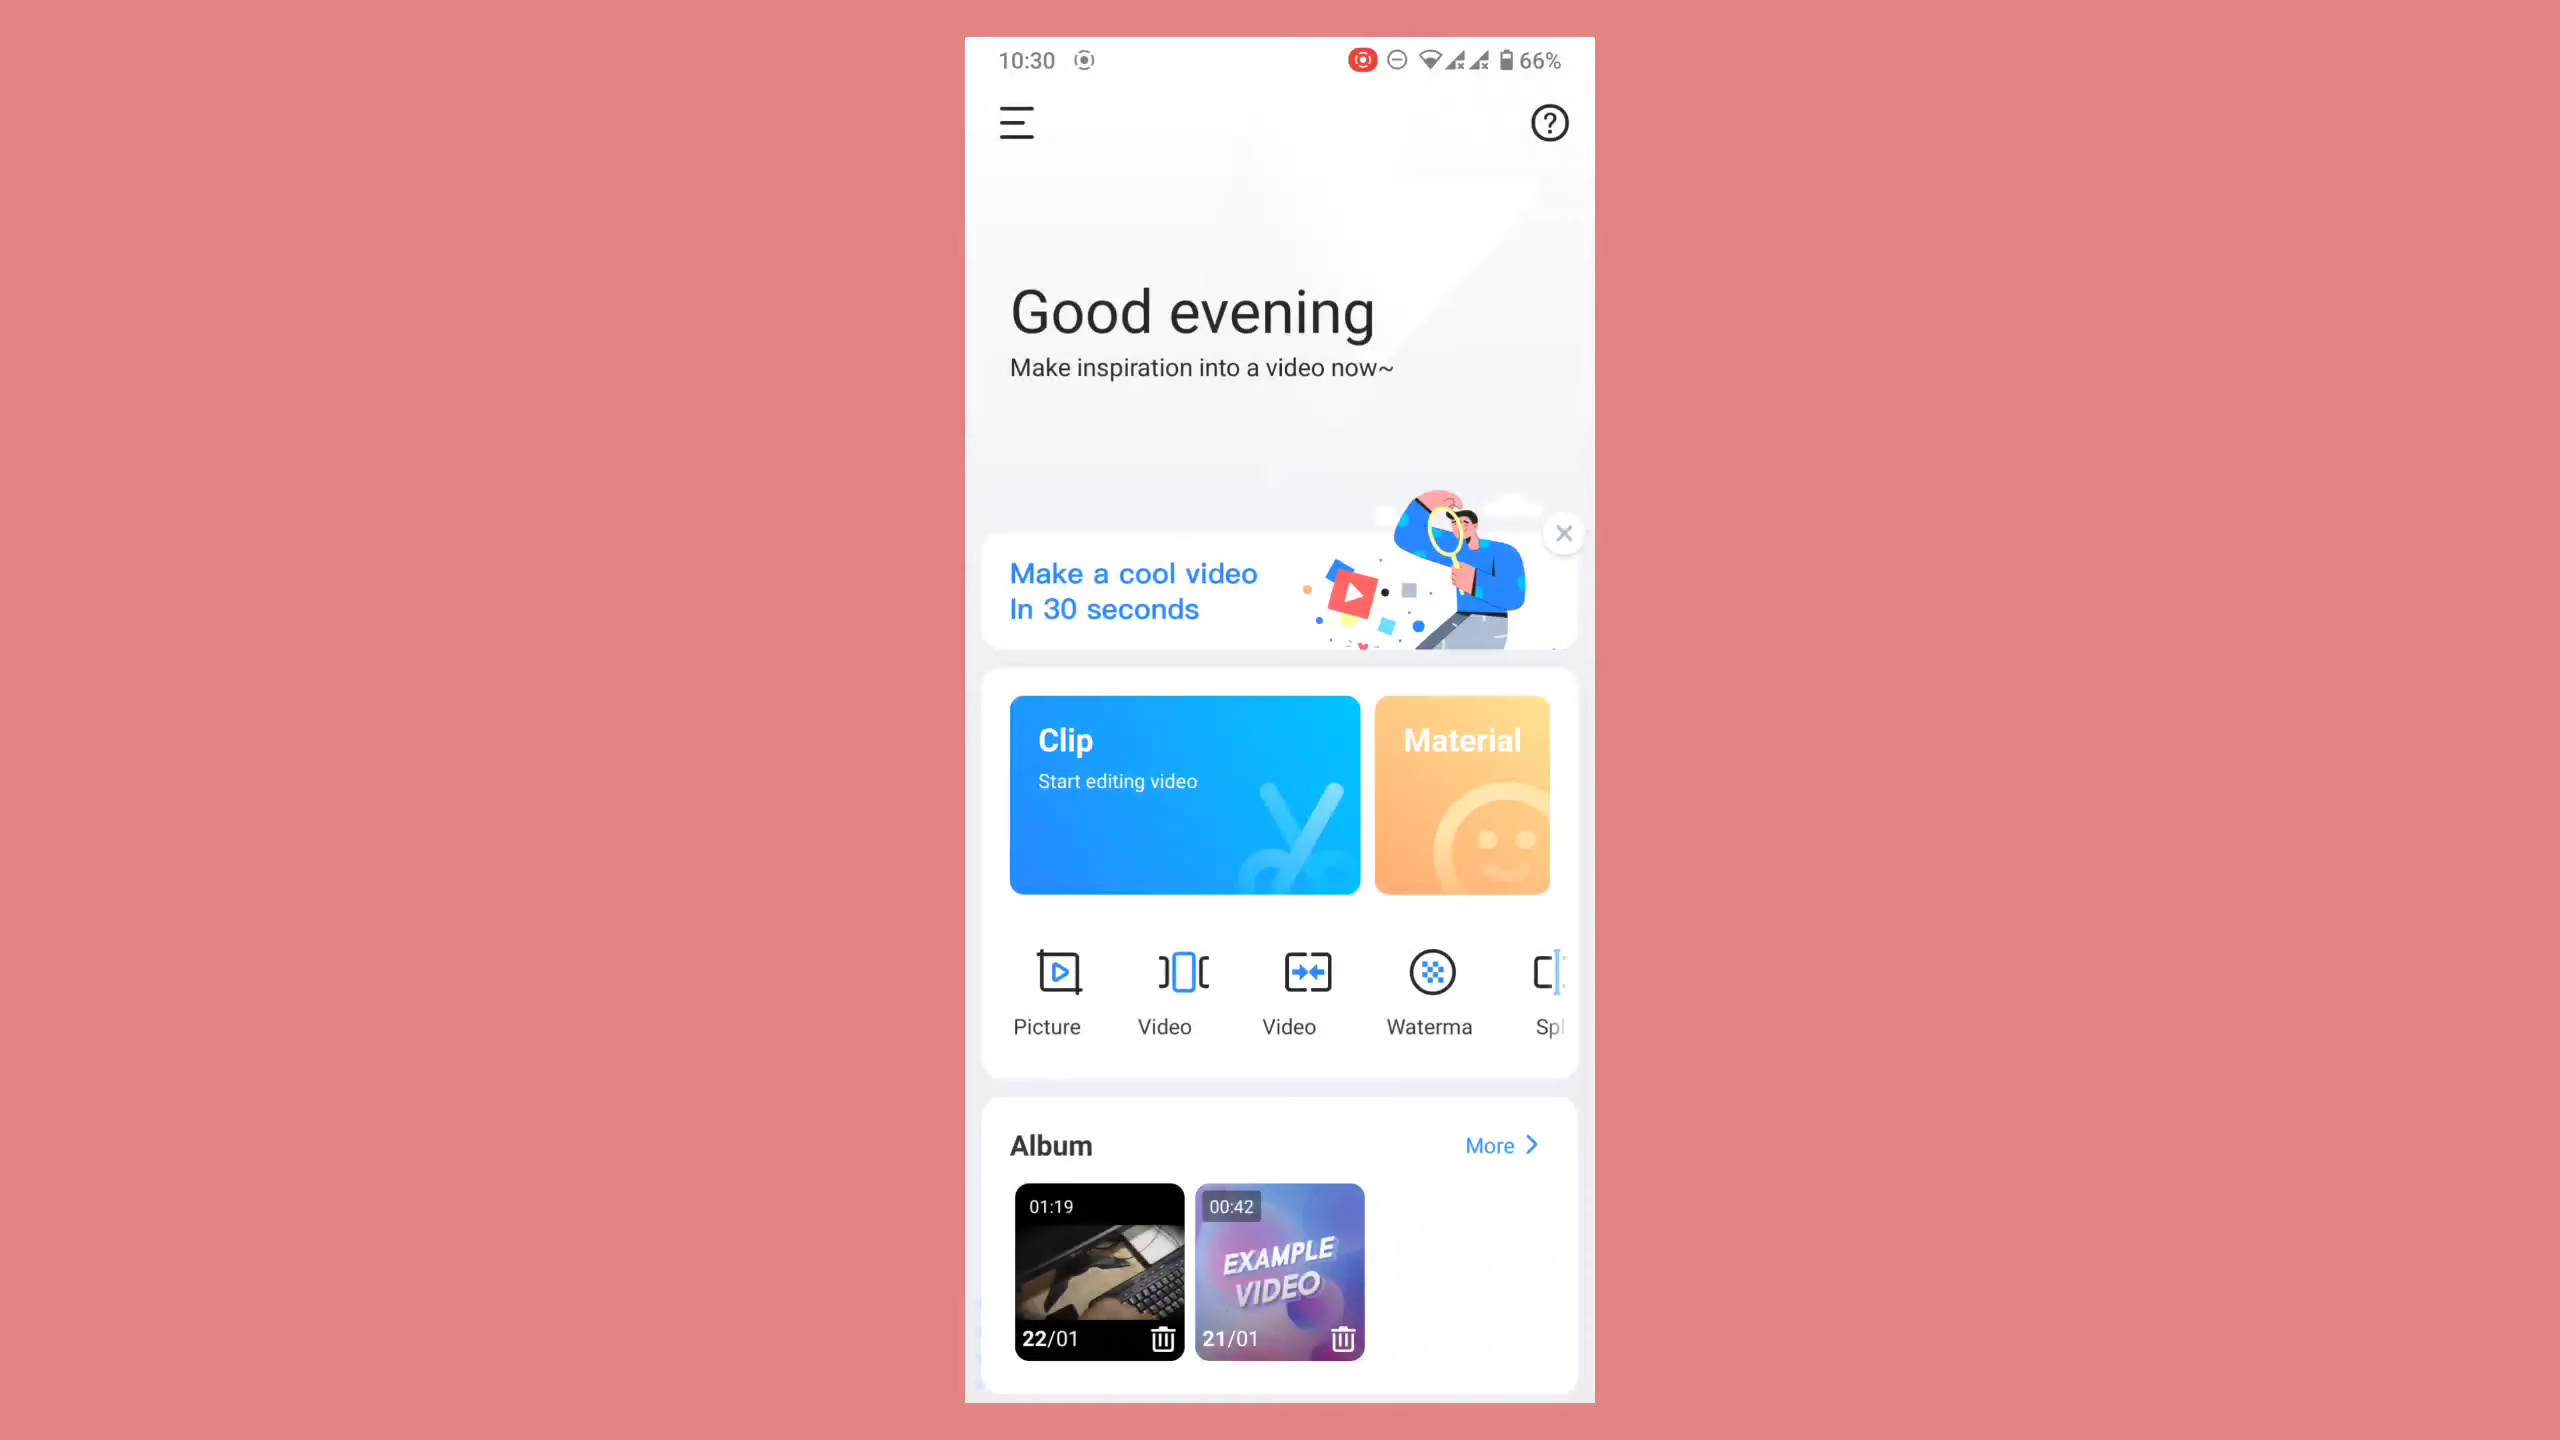 10:30
66%
Good evening
Make inspiration into a video now~
Make a cool video
In 30 seconds
Clip
Material
Start editing video
Picture
Video
Video
Waterma
Spl
Album
More
01:19
00:42
EXAMPLE
VIDEO
22/01
21/01